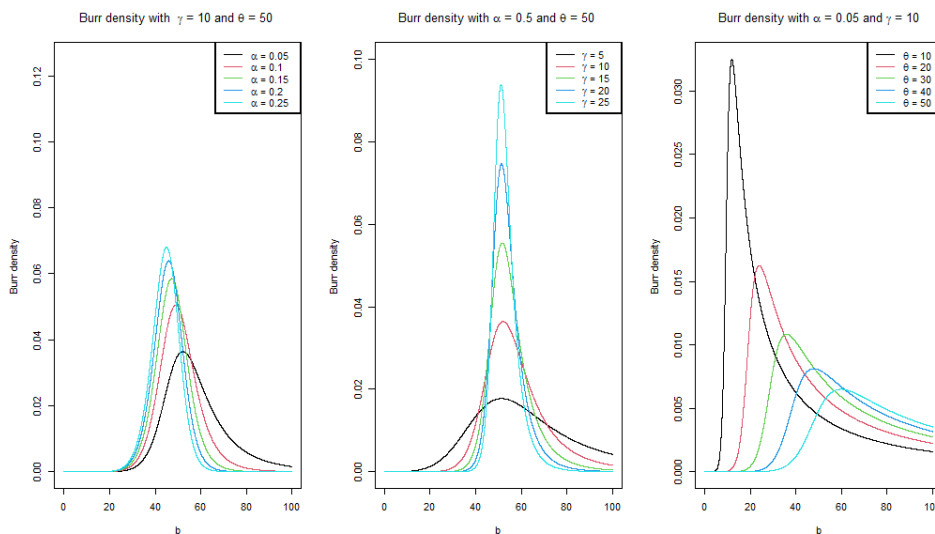 Burr density with γ = 10 and θ = 50
Burr density
0.00
0.02
0.04
0.06
0.08
0.10
0.12
0
20
40
60
80
100
b
α = 0.05
α = 0.1
α = 0.15
α = 0.2
α = 0.25
Burr density with α = 0.5 and θ = 50
Burr density
0.00
0.02
0.04
0.06
0.08
0.10
0
20
40
60
80
100
b
γ = 5
γ = 10
γ = 15
γ = 20
γ = 25
Burr density with α = 0.05 and γ = 10
Burr density
0.000
0.005
0.010
0.015
0.020
0.025
0.030
0
20
40
60
80
100
b
θ = 10
θ = 20
θ = 30
θ = 40
θ = 50